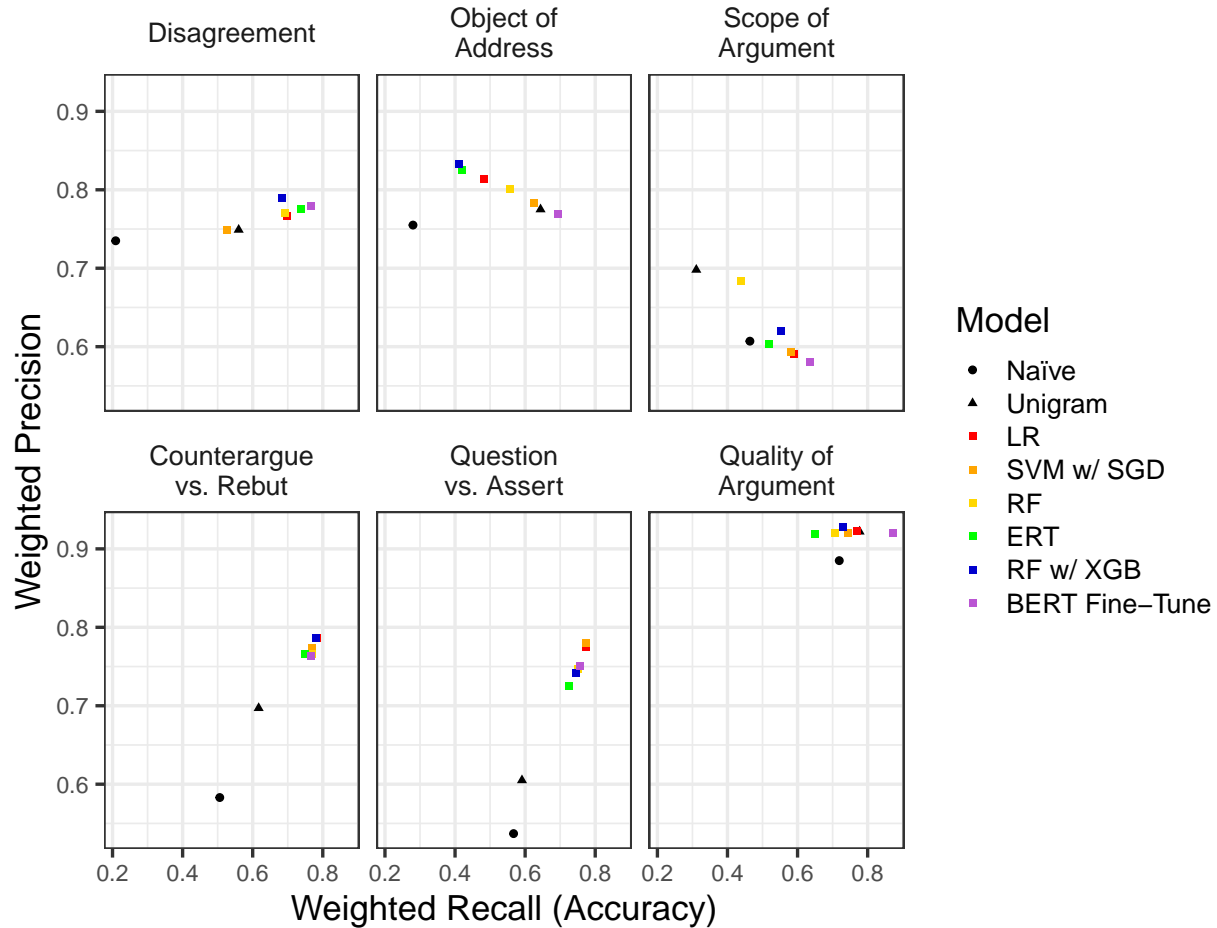 Disagreement
Object of
Address
Scope of
Argument
0.9
0.8
0.7
0.6
Counterargue
vs. Rebut
Question
vs. Assert
Quality of
Argument
0.9
0.8
0.7
0.6
0.2 0.4 0.6 0.8
0.2 0.4 0.6 0.8
0.2 0.4 0.6 0.8
Weighted Recall (Accuracy)
Weighted Precision
Model
Naïve
Unigram
LR
SVM w/ SGD
RF
ERT
RF w/ XGB
BERT Fine−Tune